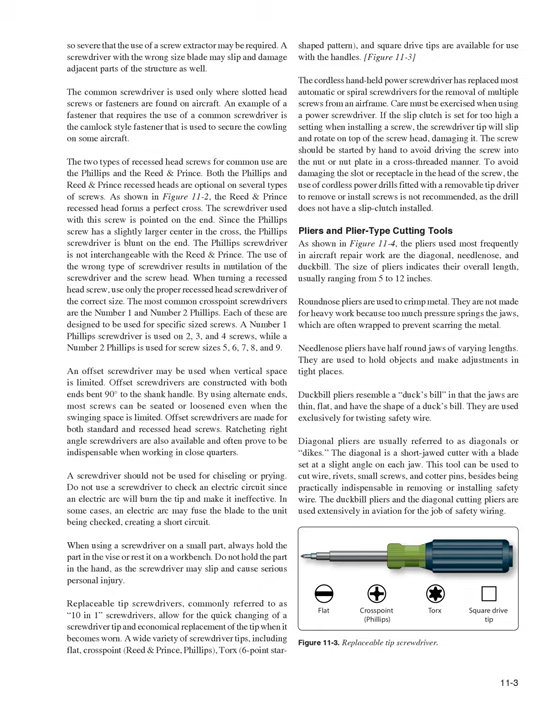 so severe that the use of a screw extractor may be required. A
screwdriver with the wrong size blade may slip and damage
adjacent parts of the structure as well.
The common screwdriver is used only where slotted head
screws or fasteners are found on aircraft. An example of a
fastener that requires the use of a common screwdriver is
the camlock style fastener that is used to secure the cowling
on some aircraft.
The two types of recessed head screws for common use are
the Phillips and the Reed & Prince. Both the Phillips and
Reed & Prince recessed heads are optional on several types
of screws. As shown in Figure 11-2, the Reed & Prince
recessed head forms a perfect cross. The screwdriver used
with this screw is pointed on the end. Since the Phillips
screw has a slightly larger center in the cross, the Phillips
screwdriver is blunt on the end. The Phillips screwdriver
is not interchangeable with the Reed & Prince. The use of
the wrong type of screwdriver results in mutilation of the
screwdriver and the screw head. When turning a recessed
head screw, use only the proper recessed head screwdriver of
the correct size. The most common crosspoint screwdrivers
are the Number 1 and Number 2 Phillips. Each of these are
designed to be used for specific sized screws. A Number 1
Phillips screwdriver is used on 2, 3, and 4 screws, while a
Number 2 Phillips is used for screw sizes 5, 6, 7, 8, and 9.
An offset screwdriver may be used when vertical space
is limited. Offset screwdrivers are constructed with both
ends bent 90° to the shank handle. By using alternate ends,
most screws can be seated or loosened even when the
swinging space is limited. Offset screwdrivers are made for
both standard and recessed head screws. Ratcheting right
angle screwdrivers are also available and often prove to be
indispensable when working in close quarters.
A screwdriver should not be used for chiseling or prying.
Do not use a screwdriver to check an electric circuit since
an electric arc will burn the tip and make it ineffective. In
some cases, an electric arc may fuse the blade to the unit
being checked, creating a short circuit.
When using a screwdriver on a small part, always hold the
part in the vise or rest it on a workbench. Do not hold the part
in the hand, as the screwdriver may slip and cause serious
personal injury.
Replaceable tip screwdrivers, commonly referred to as
“10 in 1” screwdrivers, allow for the quick changing of a
screwdriver tip and economical replacement of the tip when it
becomes worn. A wide variety of screwdriver tips, including
flat, crosspoint (Reed & Prince, Phillips), Torx (6-point star-
shaped pattern), and square drive tips are available for use
with the handles. [Figure 11-3]
The cordless hand-held power screwdriver has replaced most
automatic or spiral screwdrivers for the removal of multiple
screws from an airframe. Care must be exercised when using
a power screwdriver. If the slip clutch is set for too high a
setting when installing a screw, the screwdriver tip will slip
and rotate on top of the screw head, damaging it. The screw
should be started by hand to avoid driving the screw into
the nut or nut plate in a cross-threaded manner. To avoid
damaging the slot or receptacle in the head of the screw, the
use of cordless power drills fitted with a removable tip driver
to remove or install screws is not recommended, as the drill
does not have a slip-clutch installed.
Pliers and Plier-Type Cutting Tools
As shown in Figure 11-4, the pliers used most frequently
in aircraft repair work are the diagonal, needlenose, and
duckbill. The size of pliers indicates their overall length,
usually ranging from 5 to 12 inches.
Roundnose pliers are used to crimp metal. They are not made
for heavy work because too much pressure springs the jaws,
which are often wrapped to prevent scarring the metal.
Needlenose pliers have half round jaws of varying lengths.
They are used to hold objects and make adjustments in
tight places.
Duckbill pliers resemble a “duck’s bill” in that the jaws are
thin, flat, and have the shape of a duck’s bill. They are used
exclusively for twisting safety wire.
Diagonal pliers are usually referred to as diagonals or
“dikes.” The diagonal is a short-jawed cutter with a blade
set at a slight angle on each jaw. This tool can be used to
cut wire, rivets, small screws, and cotter pins, besides being
practically indispensable in removing or installing safety
wire. The duckbill pliers and the diagonal cutting pliers are
used extensively in aviation for the job of safety wiring.
Flat
Crosspoint
(Phillips)
Torx
Square drive
tip
Figure 11-3. Replaceable tip screwdriver.
11-3